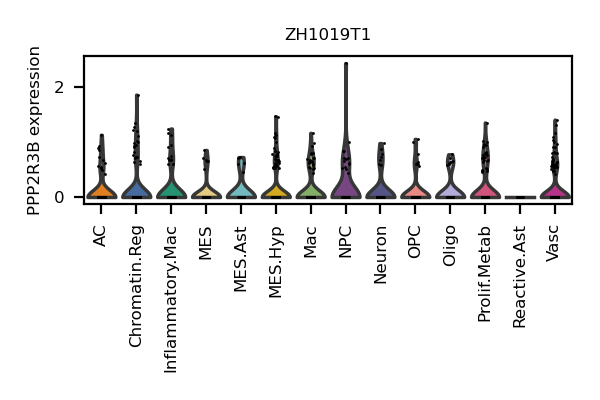 ZH1019T1
PPP2R3B expression
2
0
AC
Chromatin.Reg
Inflammatory.Mac
MES
MES.Ast
MES.Hyp
Mac
NPC
Neuron
OPC
Oligo
Prolif.Metab
Reactive.Ast
Vasc